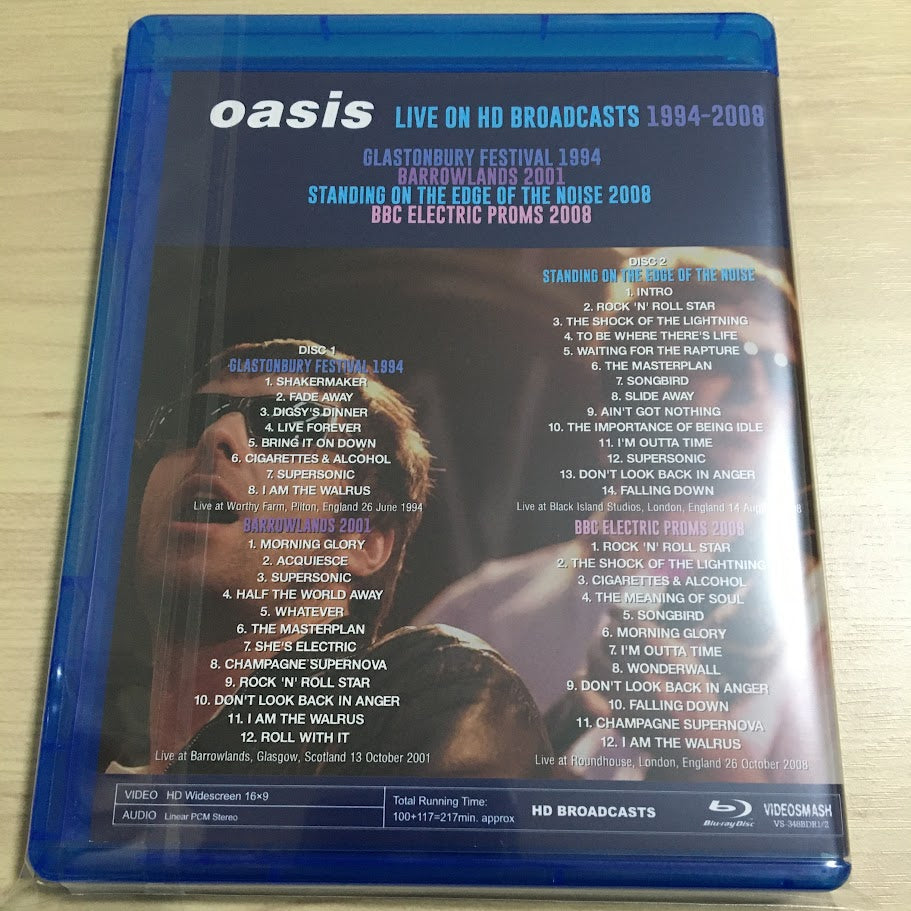 oasis LIVE ON HD BROADCASTS 1994-2008
GLASTONBURY FESTIVAL 1994
BARROWLANDS 2001
STANDING ON THE EDGE OF THE NOISE 2008
BBC ELECTRIC PROMS 2008
DISC 1
GLASTONBURY FESTIVAL 1994
1. SHAKERMAKER
2. FADE AWAY
3. DIGSY'S DINNER
4. LIVE FOREVER
5. BRING IT ON DOWN
6. CIGARETTES & ALCOHOL
7. SUPERSONIC
8. I AM THE WALRUS
Live at Worthy Farm, Pilton, England 26 June 1994
BARROWLANDS 2001
1. MORNING GLORY
2. ACQUIESCE
3. SUPERSONIC
4. HALF THE WORLD AWAY
5. WHATEVER
6. THE MASTERPLAN
7. SHE'S ELECTRIC
8. CHAMPAGNE SUPERNOVA
9. ROCK 'N' ROLL STAR
10. DON'T LOOK BACK IN ANGER
11. I AM THE WALRUS
12. ROLL WITH IT
Live at Barrowlands, Glasgow, Scotland 13 October 2001
DISC 2
STANDING ON THE EDGE OF THE NOISE
1. INTRO
2. ROCK 'N' ROLL STAR
3. THE SHOCK OF THE LIGHTNING
4. TO BE WHERE THERE'S LIFE
5. WAITING FOR THE RAPTURE
6. THE MASTERPLAN
7. SONGBIRD
8. SLIDE AWAY
9. AIN'T GOT NOTHING
10. THE IMPORTANCE OF BEING IDLE
11. I'M OUTTA TIME
12. SUPERSONIC
13. DON'T LOOK BACK IN ANGER
14. FALLING DOWN
Live at Black Island Studios, London, England 14
BBC ELECTRIC PROMS 2008
1. ROCK 'N' ROLL STAR
2. THE SHOCK OF THE LIGHTNING
3. CIGARETTES & ALCOHOL
4. THE MEANING OF SOUL
5. SONGBIRD
6. MORNING GLORY
7. I'M OUTTA TIME
8. WONDERWALL
9. DON'T LOOK BACK IN ANGER
10. FALLING DOWN
11. CHAMPAGNE SUPERNOVA
12. I AM THE WALRUS
Live at Roundhouse, London, England 26 October 2008
VIDEO HD Widescreen 16×9
AUDIO Linear PCM Stereo
Total Running Time:
100+117=217min. approx
HD BROADCASTS
Blu-ray Disc
VIDEOSMASH
VS-348BDR1/2